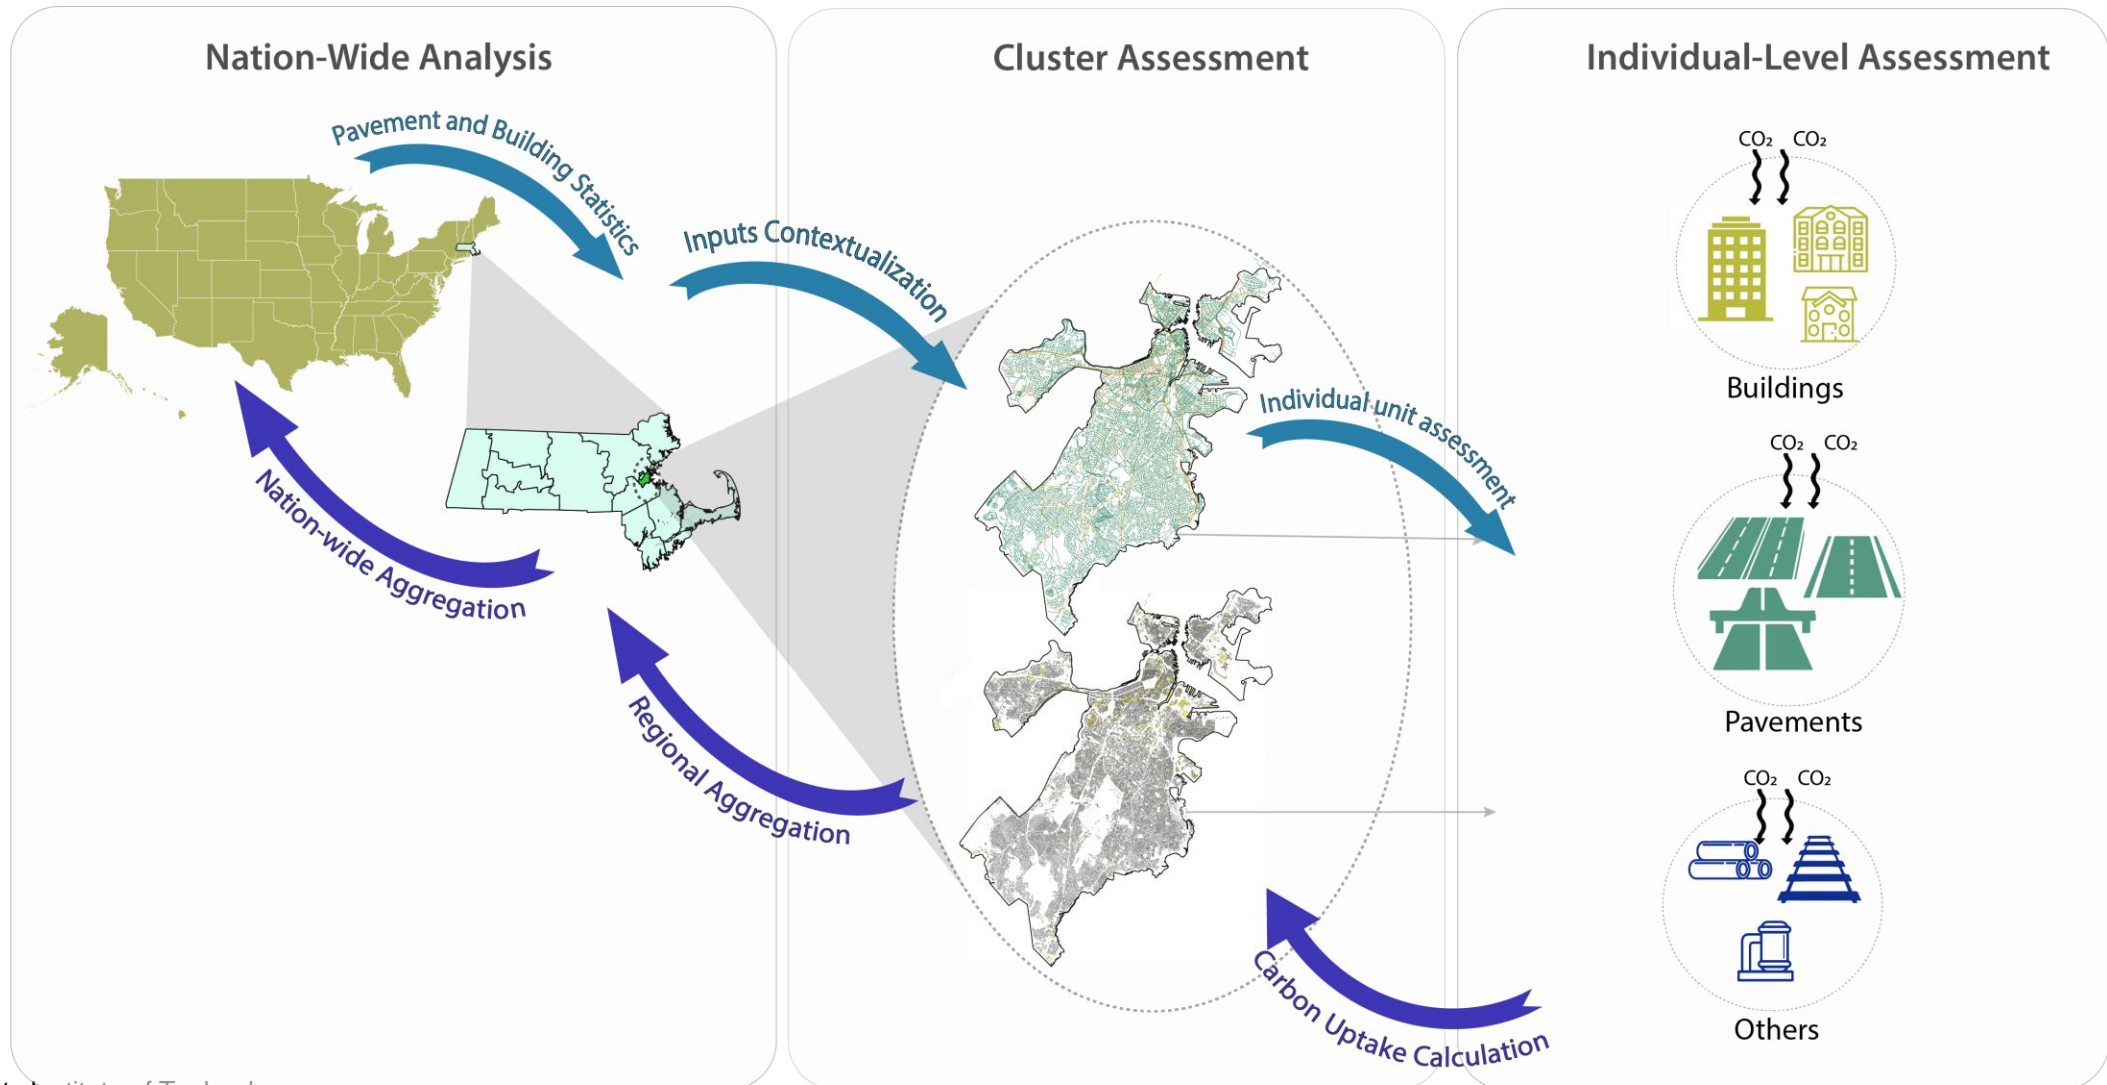 Nation-Wide Analysis
Cluster Assessment
Individual-Level Assessment
Pavement and Building Statistics
Inputs Contextualization
Individual unit assessment
Nation-wide Aggregation
Regional Aggregation
Carbon Uptake Calculation
CO₂ CO₂
Buildings
CO₂ CO₂
Pavements
CO₂ CO₂
Others